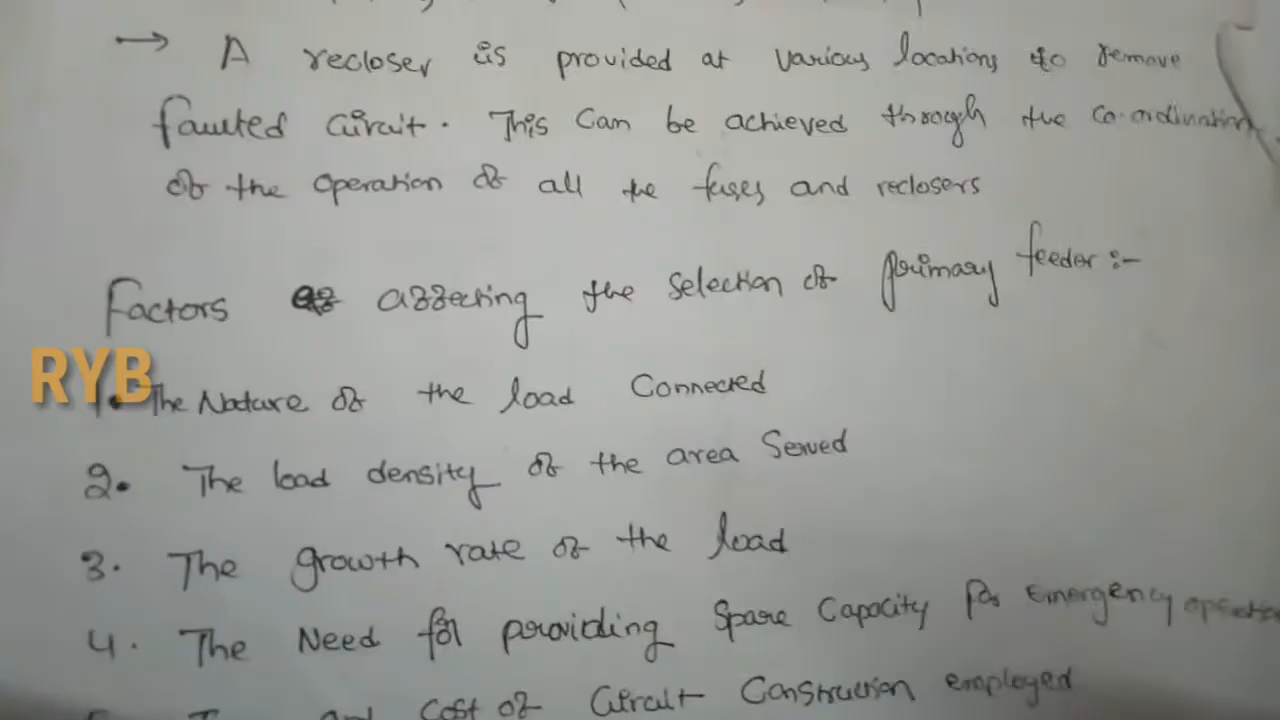 → A recloser is provided at various locations to remove
faulted circuit. This can be achieved through the co-ordination
of the operation of all the fuses and reclosers
Factors affecting the selection of primary feeder :-
RYB
1. The Nature of the load Connected
2. The load density of the area Served
3. The growth rate of the load
4. The Need for providing Spare Capacity for Emergency operation
and cost of Circuit Construction employed